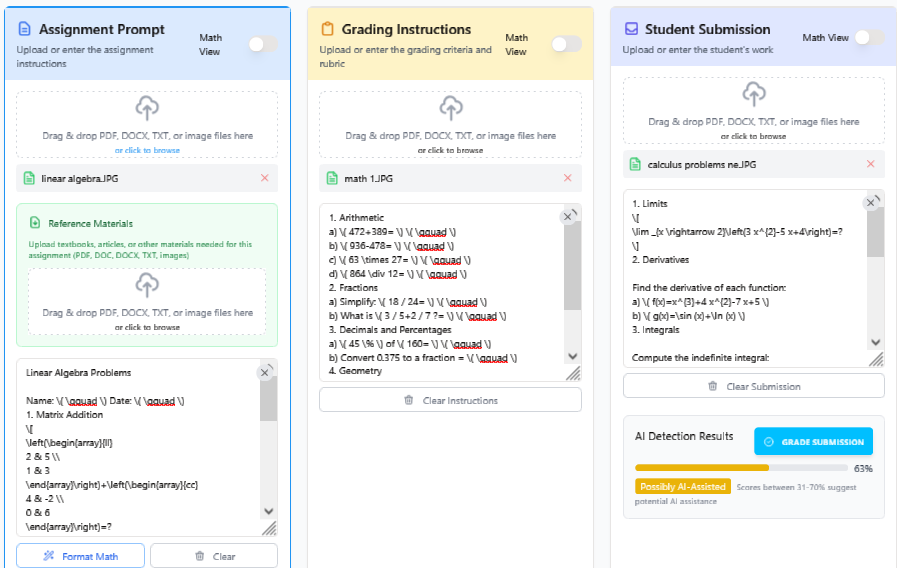 Assignment Prompt
Upload or enter the assignment
instructions
Math
View
Drag & drop PDF, DOCX, TXT, or image files here
or click to browse
linear algebra.JPG
Reference Materials
Upload textbooks, articles, or other materials needed for this
assignment (PDF, DOC, DOCX, TXT, images)
Drag & drop PDF, DOCX, TXT, or image files here
or click to browse
Linear Algebra Problems
Name: \( \qquad \) Date: \( \qquad \)
1. Matrix Addition
\[
\left(\begin{array}{ll}
2 & 5 \\
1 & 3
\end{array}\right)+\left(\begin{array}{cc}
4 & -2 \\
0 & 6
\end{array}\right)=?
Format Math
Clear
Grading Instructions
Upload or enter the grading criteria and
rubric
Math
View
Drag & drop PDF, DOCX, TXT, or image files here
or click to browse
math 1.JPG
1. Arithmetic
a) \( 472+389= \) \( \qquad \)
b) \( 936-478= \) \( \qquad \)
c) \( 63 \times 27= \) \( \qquad \)
d) \( 864 \div 12= \) \( \qquad \)
2. Fractions
a) Simplify: \( 18 / 24= \) \( \qquad \)
b) What is \( 3 / 5+2 / 7 ?= \) \( \qquad \)
3. Decimals and Percentages
a) \( 45 \% \) of \( 160= \) \( \qquad \)
b) Convert 0.375 to a fraction = \( \qquad \)
4. Geometry
Clear Instructions
Student Submission
Upload or enter the student's work
Math View
Drag & drop PDF, DOCX, TXT, or image files here
or click to browse
calculus problems ne.JPG
1. Limits
\[
\lim _{x \rightarrow 2}\left(3 x^{2}-5 x+4\right)=?
\]
2. Derivatives
Find the derivative of each function:
a) \( f(x)=x^{3}+4 x^{2}-7 x+5 \)
b) \( g(x)=\sin (x)+\ln (x) \)
3. Integrals
Compute the indefinite integral:
Clear Submission
AI Detection Results
GRADE SUBMISSION
63%
Possibly AI-Assisted
Scores between 31-70% suggest
potential AI assistance